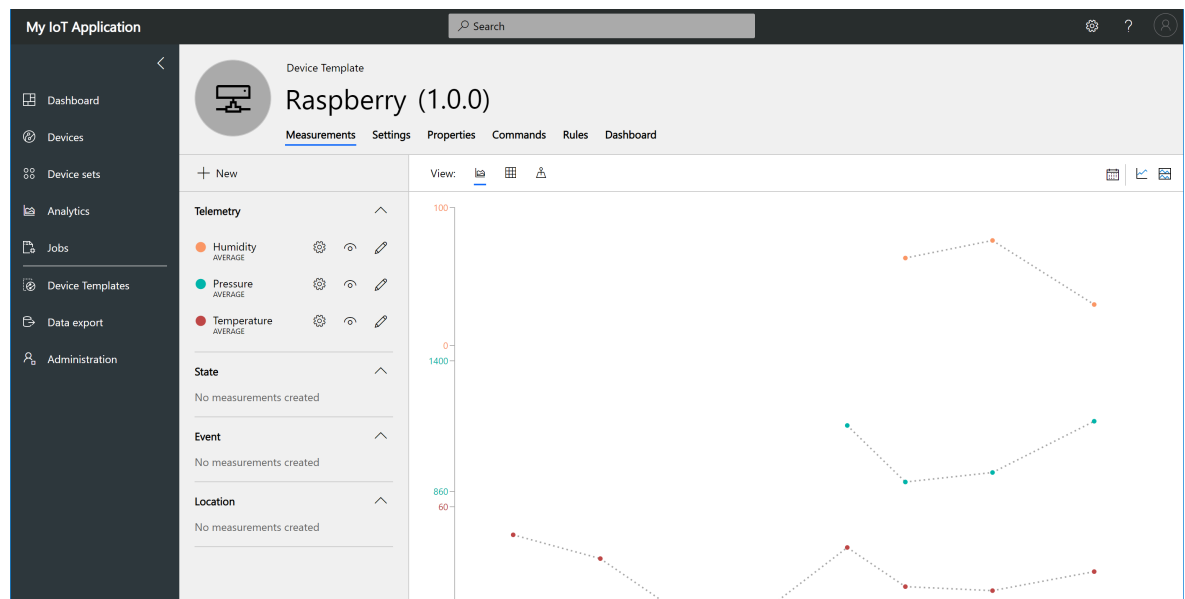 My IoT Application
Search
?
Device Template
Raspberry (1.0.0)
Measurements Settings Properties Commands Rules Dashboard
Dashboard
Devices
Device sets
Analytics
Jobs
Device Templates
Data export
Administration
+ New
View:
Telemetry
Humidity
AVERAGE
Pressure
AVERAGE
Temperature
AVERAGE
State
No measurements created
Event
No measurements created
Location
No measurements created
100
0
1400
860
60